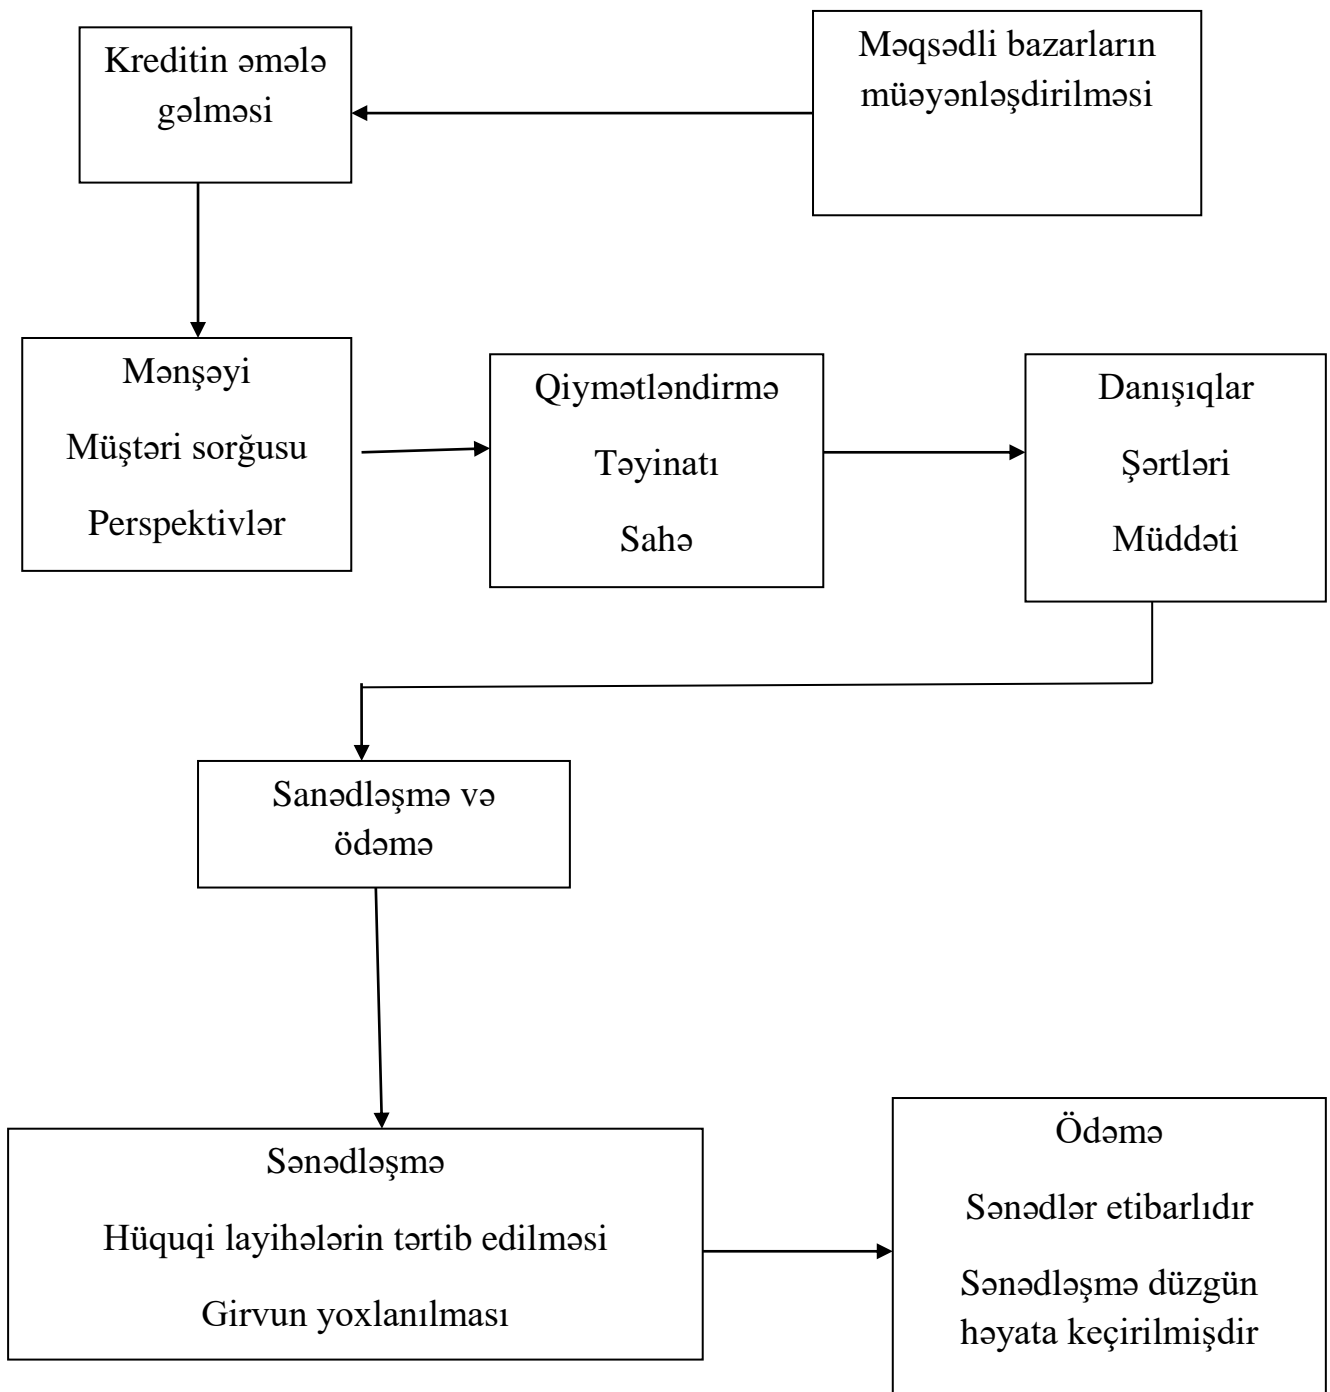 Kreditin əmələ
gəlməsi
Məqsədli bazarların
müəyənləşdirilməsi
Mənşəyi
Müştəri sorğusu
Perspektivlər
Qiymətləndirmə
Təyinatı
Sahə
Danışıqlar
Şərtləri
Müddəti
Sanədləşmə və
ödəmə
Sənədləşmə
Hüquqi layihələrin tərtib edilməsi
Girvun yoxlanılması
Ödəmə
Sənədlər etibarlıdır
Sənədləşmə düzgün
həyata keçirilmişdir